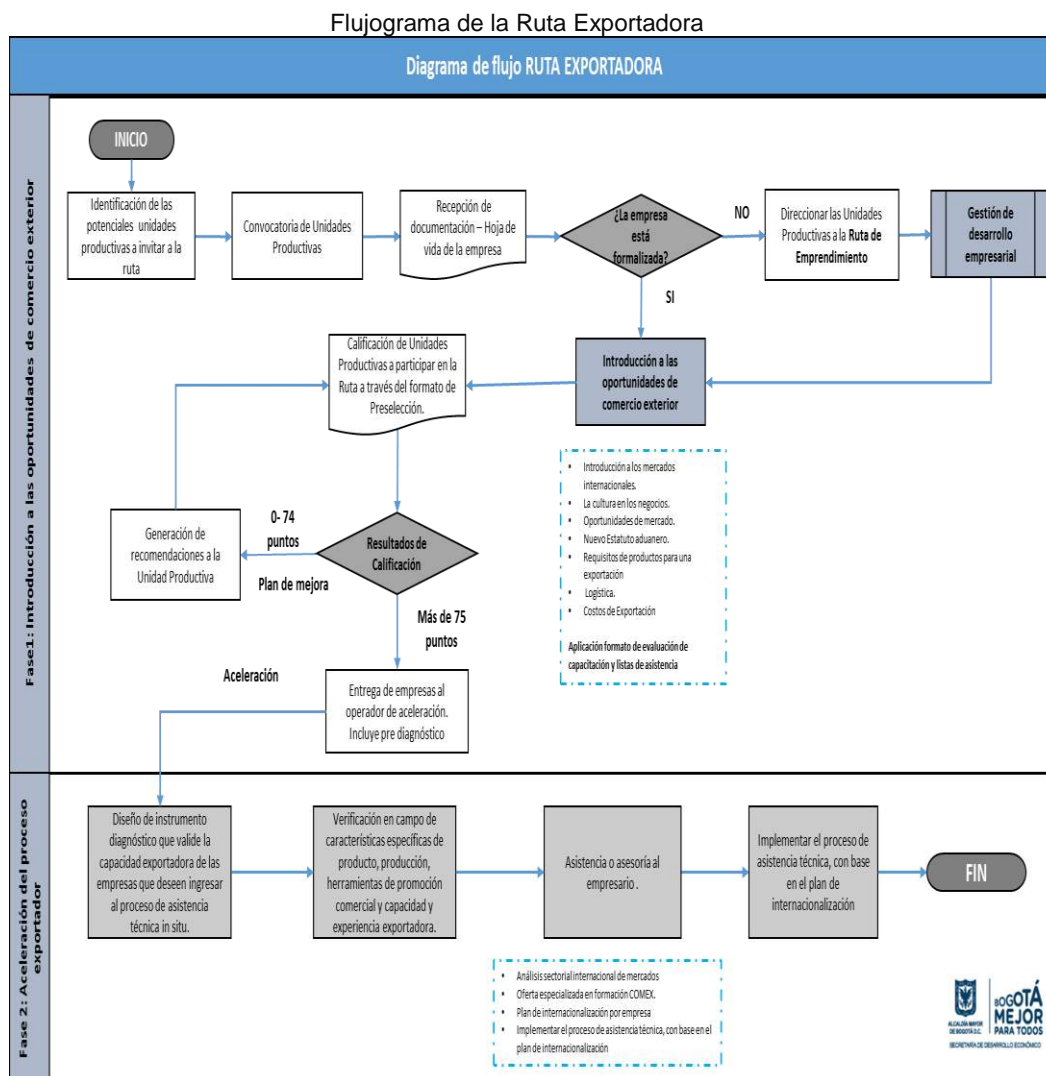 Flujograma de la Ruta Exportadora
Diagrama de flujo RUTA EXPORTADORA
Fase1: Introducción a las oportunidades de comercio exterior
INICIO
Identificación de las
potenciales unidades
productivas a invitar a la
ruta
Convocatoria de Unidades
Productivas
Recepción de
documentación – Hoja de
vida de la empresa
¿La empresa
está
formalizada?
NO
Direccionar las Unidades
Productivas a la Ruta de
Emprendimiento
Gestión de
desarrollo
empresarial
SI
Calificación de Unidades
Productivas a participar en la
Ruta a través del formato de
Preselección.
Introducción a las
oportunidades de
comercio exterior
• Introducción a los mercados
internacionales.
• La cultura en los negocios.
• Oportunidades de mercado.
• Nuevo Estatuto aduanero.
• Requisitos de productos para una
exportación
• Logística.
• Costos de Exportación
Aplicación formato de evaluación de
capacitación y listas de asistencia
Generación de
recomendaciones a la
Unidad Productiva
0- 74
puntos
Plan de mejora
Resultados de
Calificación
Más de 75
puntos
Aceleración
Entrega de empresas al
operador de aceleración.
Incluye pre diagnóstico
Fase 2: Aceleración del proceso
exportador
Diseño de instrumento
diagnóstico que valide la
capacidad exportadora de las
empresas que deseen ingresar
al proceso de asistencia
técnica in situ.
Verificación en campo de
características específicas de
producto, producción,
herramientas de promoción
comercial y capacidad y
experiencia exportadora.
Asistencia o asesoría al
empresario .
Implementar el proceso de
asistencia técnica, con base
en el plan de
internacionalización
FIN
• Análisis sectorial internacional de mercados
• Oferta especializada en formación COMEX.
• Plan de internacionalización por empresa
• Implementar el proceso de asistencia técnica, con base en el
plan de internacionalización
ALCALDÍA MAYOR
DE BOGOTÁ D.C.
BOGOTÁ
MEJOR
PARA TODOS
SECRETARÍA DE DESARROLLO ECONÓMICO